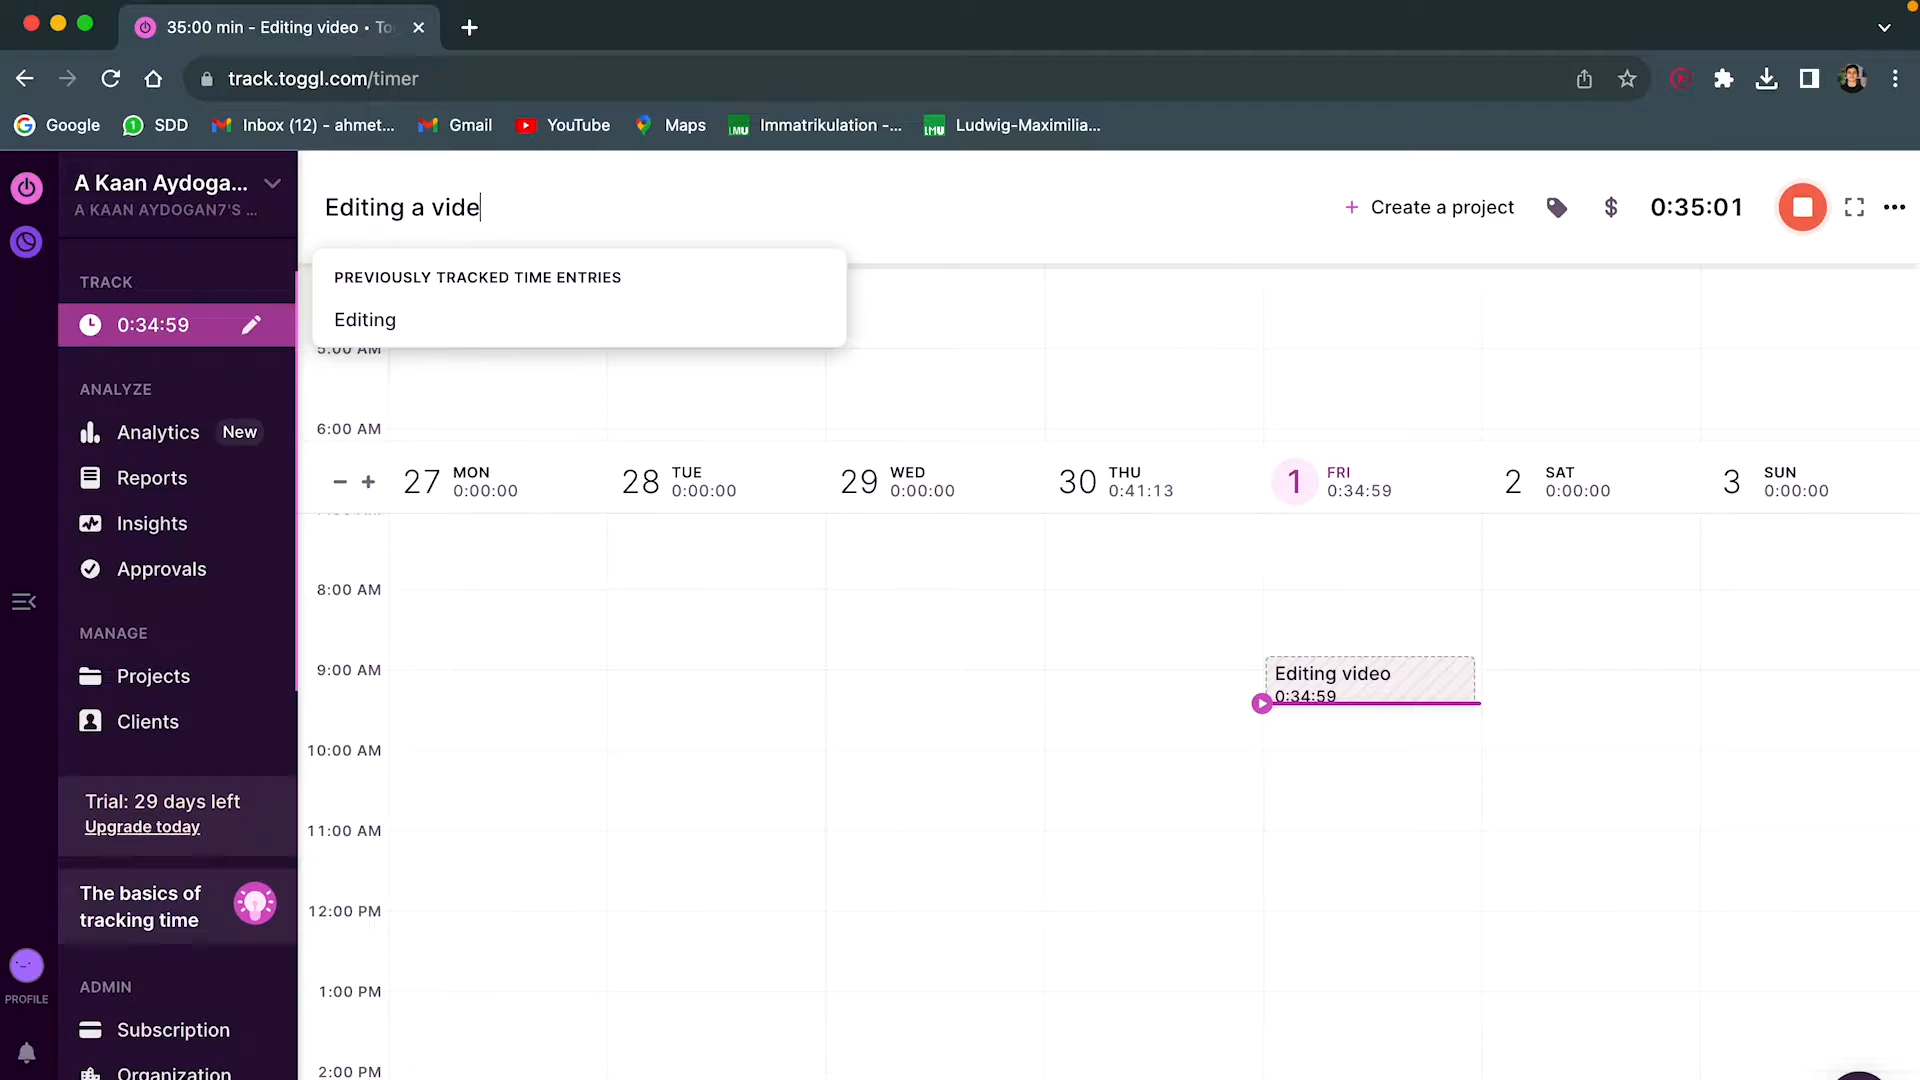 35:00 min - Editing video • To
track.toggl.com/timer
Google
SDD
Inbox (12) - ahmet...
Gmail
YouTube
Maps
LMU
Immatrikulation -...
LMU
Ludwig-Maximilia...
A Kaan Aydoga...
A KAAN AYDOGAN7'S ...
Editing a vide
+ Create a project
$
0:35:01
TRACK
0:34:59
PREVIOUSLY TRACKED TIME ENTRIES
Editing
ANALYZE
Analytics New
Reports
Insights
Approvals
MANAGE
Projects
Clients
Trial: 29 days left
Upgrade today
The basics of
tracking time
PROFILE
ADMIN
Subscription
Organization
5:00 AM
6:00 AM
− +
27 MON 0:00:00
28 TUE 0:00:00
29 WED 0:00:00
30 THU 0:41:13
1 FRI 0:34:59
2 SAT 0:00:00
3 SUN 0:00:00
8:00 AM
9:00 AM
Editing video
0:34:59
10:00 AM
11:00 AM
12:00 PM
1:00 PM
2:00 PM